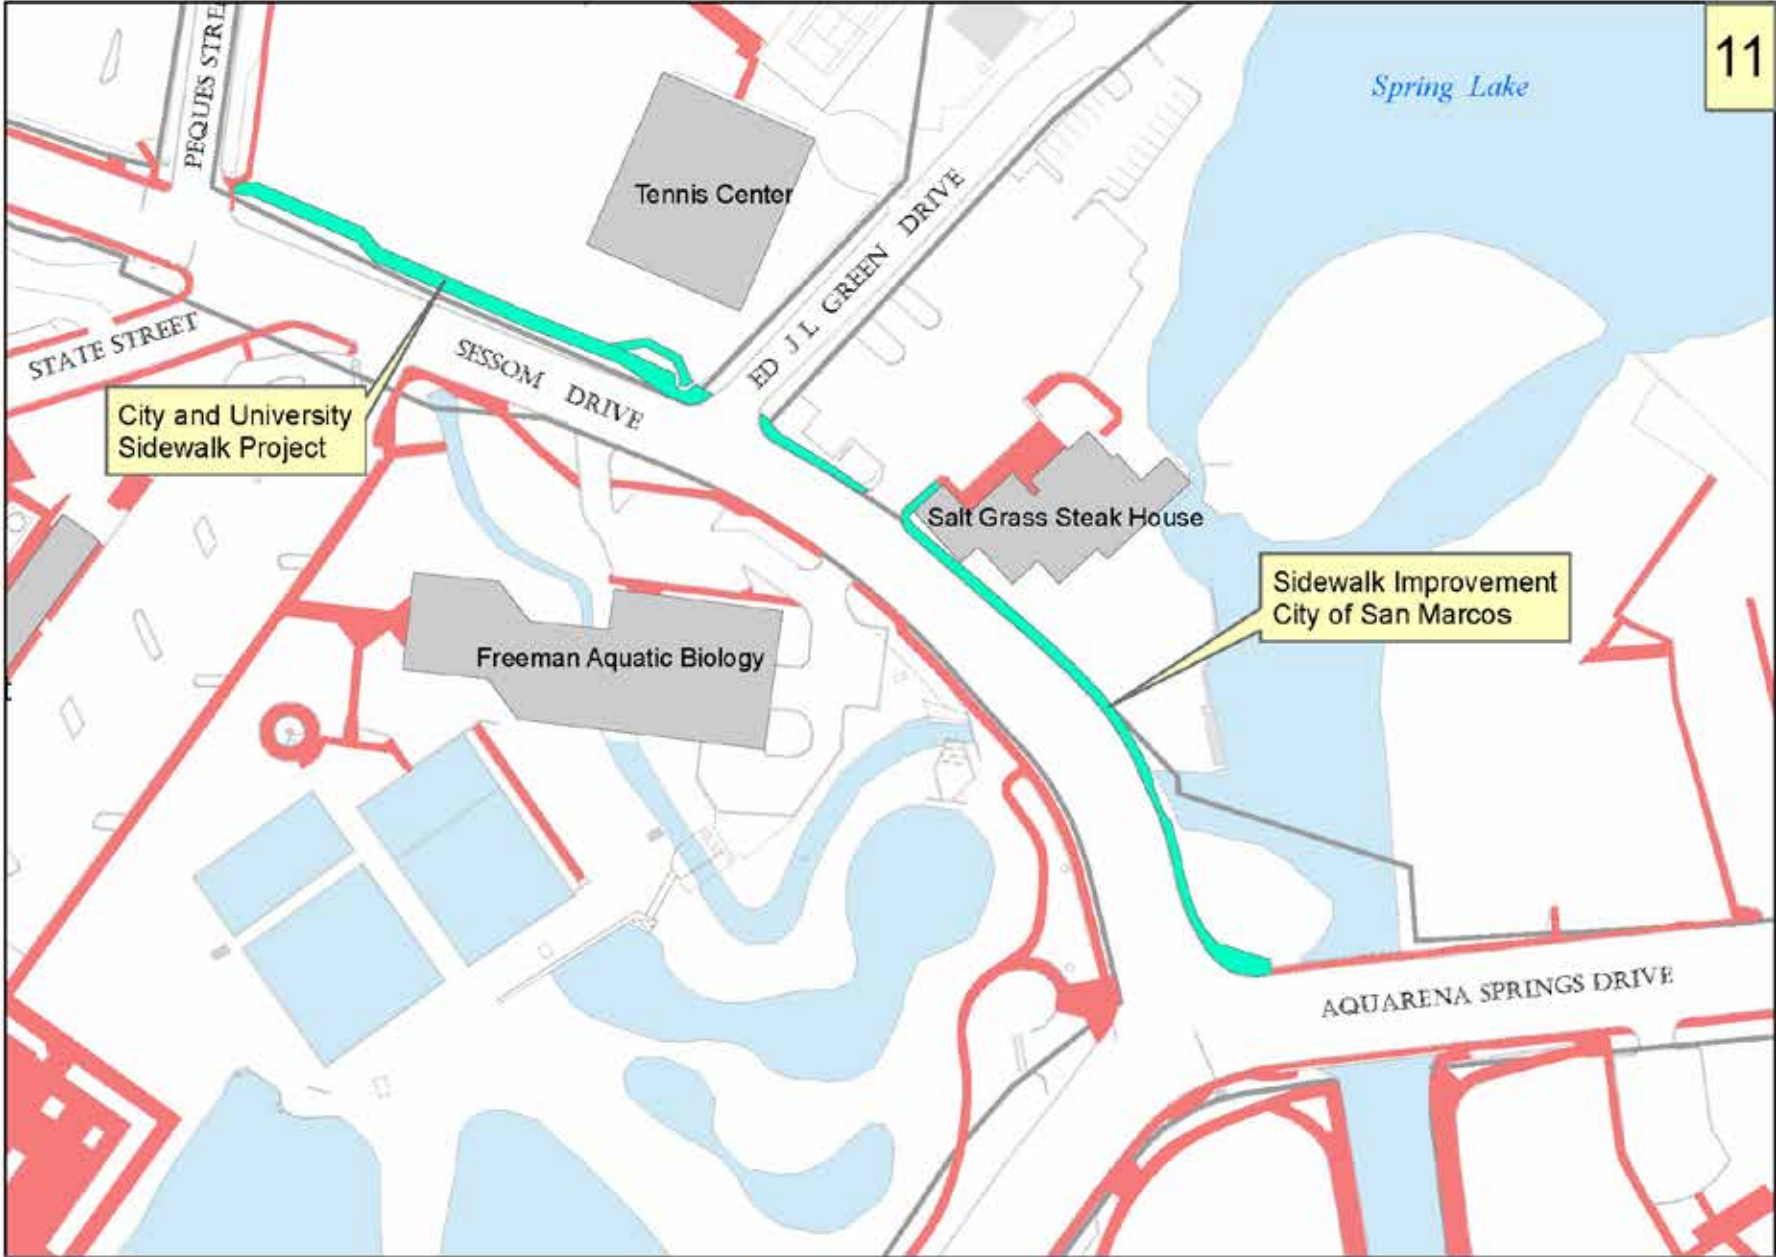 11
Spring Lake
PEQUES STRE
Tennis Center
ED J L GREEN DRIVE
STATE STREET
SESSOM DRIVE
City and University
Sidewalk Project
Salt Grass Steak House
Sidewalk Improvement
City of San Marcos
Freeman Aquatic Biology
AQUARENA SPRINGS DRIVE